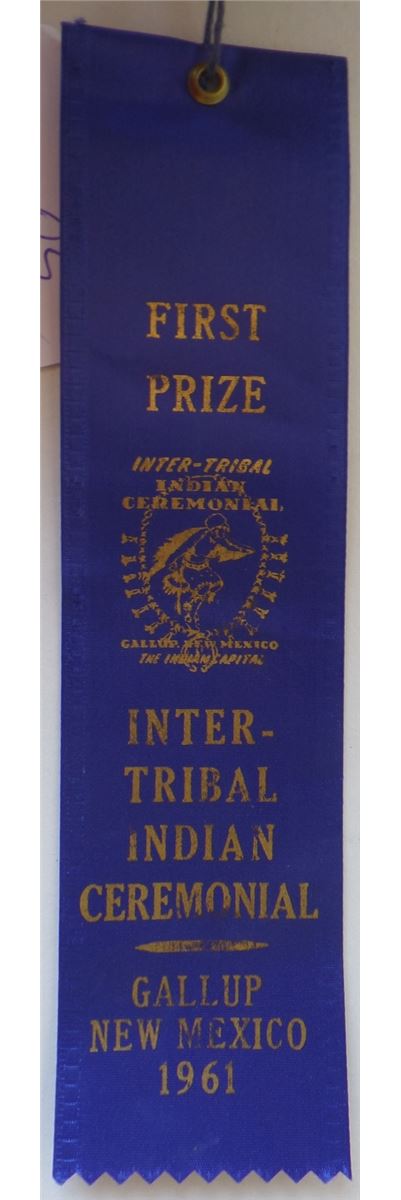 FIRST
PRIZE
INTER-TRIBAL
INDIAN
CEREMONIAL
GALLUP, NEW MEXICO
THE INDIAN CAPITAL
INTER-
TRIBAL
INDIAN
CEREMONIAL
GALLUP
NEW MEXICO
1961